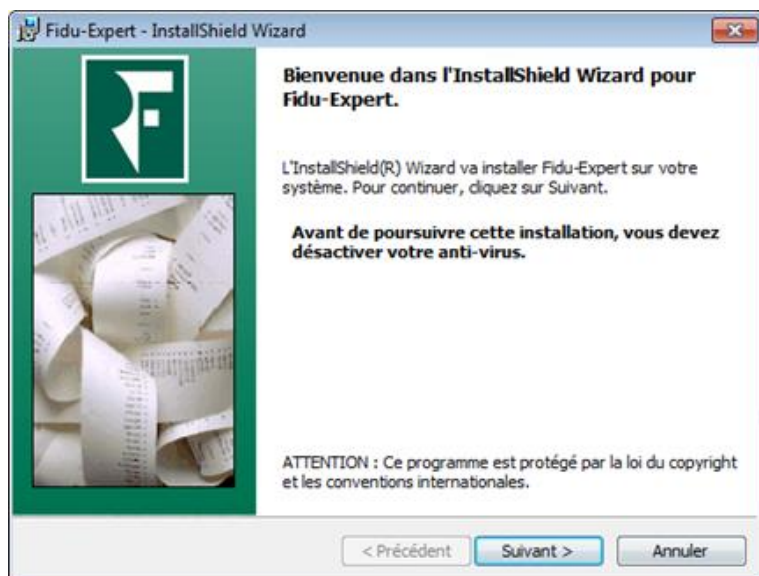 Fidu-Expert - InstallShield Wizard
Bienvenue dans l'InstallShield Wizard pour
Fidu-Expert.
L'InstallShield(R) Wizard va installer Fidu-Expert sur votre
système. Pour continuer, cliquez sur Suivant.
Avant de poursuivre cette installation, vous devez
désactiver votre anti-virus.
ATTENTION : Ce programme est protégé par la loi du copyright
et les conventions internationales.
< Précédent
Suivant >
Annuler